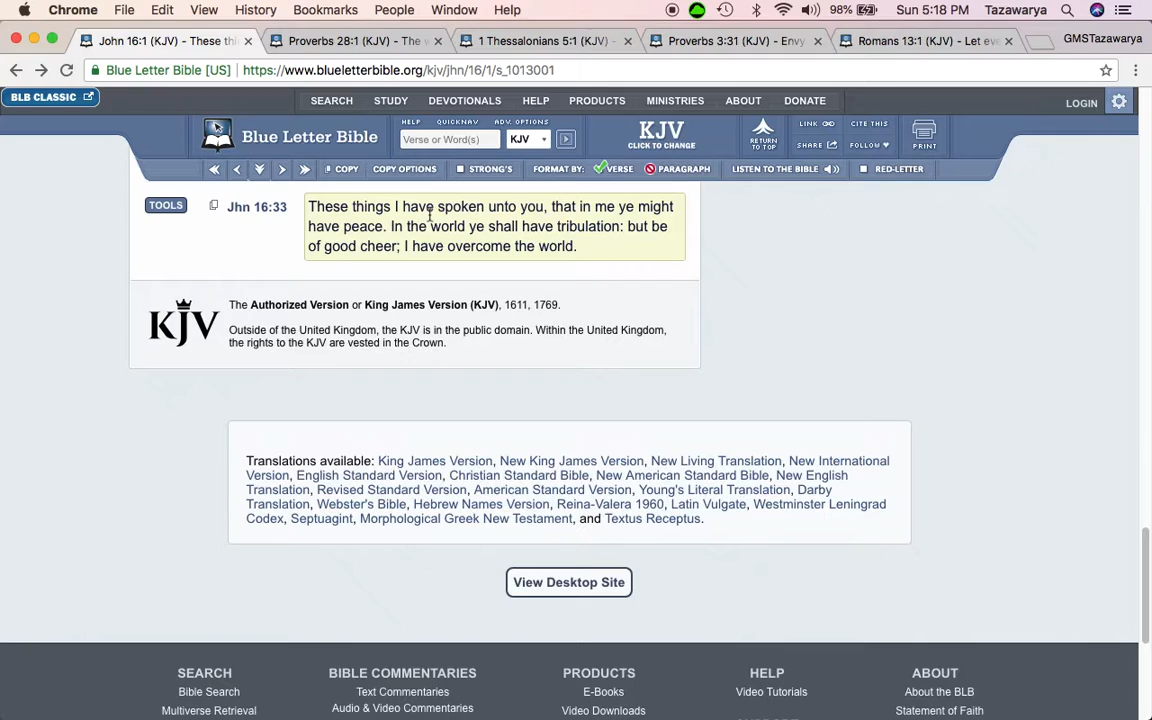 Chrome File Edit View History Bookmarks People Window Help 98% Sun 5:18 PM Tazawarya
John 16:1 (KJV) - These thi Proverbs 28:1 (KJV) - The w 1 Thessalonians 5:1 (KJV) - Proverbs 3:31 (KJV) - Envy Romans 13:1 (KJV) - Let eve GMSTazawarya
Blue Letter Bible [US] https://www.blueletterbible.org/kjv/jhn/16/1/s_1013001
BLB CLASSIC SEARCH STUDY DEVOTIONALS HELP PRODUCTS MINISTRIES ABOUT DONATE LOGIN
HELP QUICKNAV ADV. OPTIONS
Blue Letter Bible Verse or Word(s) KJV
KJV
CLICK TO CHANGE
RETURN
TO TOP
LINK CITE THIS
SHARE FOLLOW
PRINT
COPY COPY OPTIONS STRONG'S FORMAT BY: VERSE PARAGRAPH LISTEN TO THE BIBLE RED-LETTER
TOOLS Jhn 16:33 These things I have spoken unto you, that in me ye might
have peace. In the world ye shall have tribulation: but be
of good cheer; I have overcome the world.
KJV
The Authorized Version or King James Version (KJV), 1611, 1769.
Outside of the United Kingdom, the KJV is in the public domain. Within the United Kingdom,
the rights to the KJV are vested in the Crown.
Translations available: King James Version, New King James Version, New Living Translation, New International
Version, English Standard Version, Christian Standard Bible, New American Standard Bible, New English
Translation, Revised Standard Version, American Standard Version, Young's Literal Translation, Darby
Translation, Webster's Bible, Hebrew Names Version, Reina-Valera 1960, Latin Vulgate, Westminster Leningrad
Codex, Septuagint, Morphological Greek New Testament, and Textus Receptus.
View Desktop Site
SEARCH BIBLE COMMENTARIES PRODUCTS HELP ABOUT
Bible Search Text Commentaries E-Books Video Tutorials About the BLB
Multiverse Retrieval Audio & Video Commentaries Video Downloads Statement of Faith